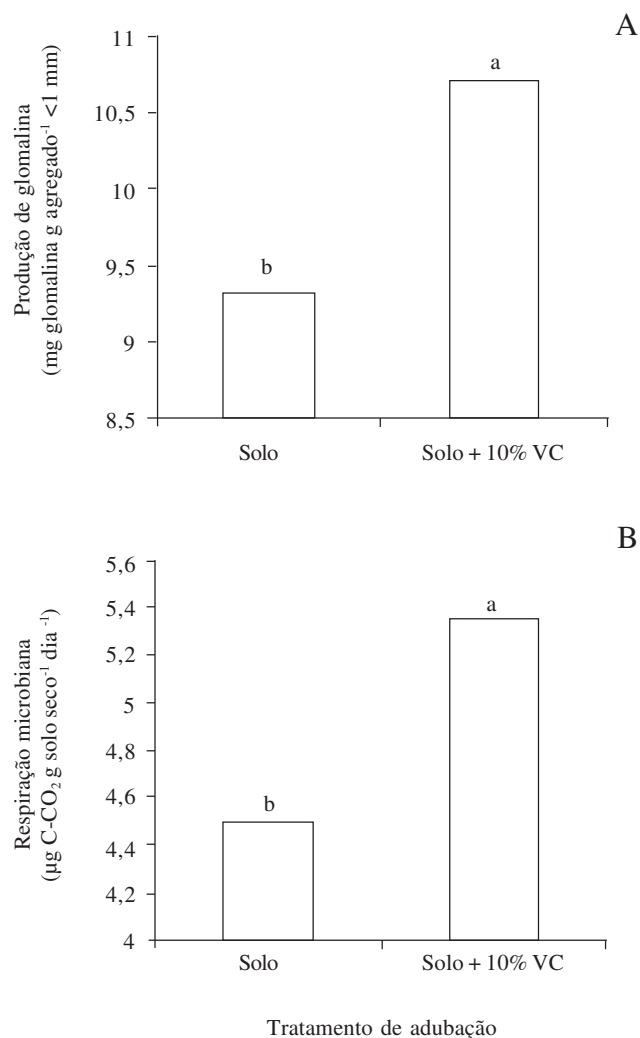 A
Produção de glomalina
(mg glomalina g agregado⁻¹ <1 mm)
11
10,5
10
9,5
9
8,5
b
a
Solo
Solo + 10% VC
B
Respiração microbiana
(µg C-CO₂ g solo seco⁻¹ dia ⁻¹)
5,6
5,4
5,2
5
4,8
4,6
4,4
4,2
4
b
a
Solo
Solo + 10% VC
Tratamento de adubação